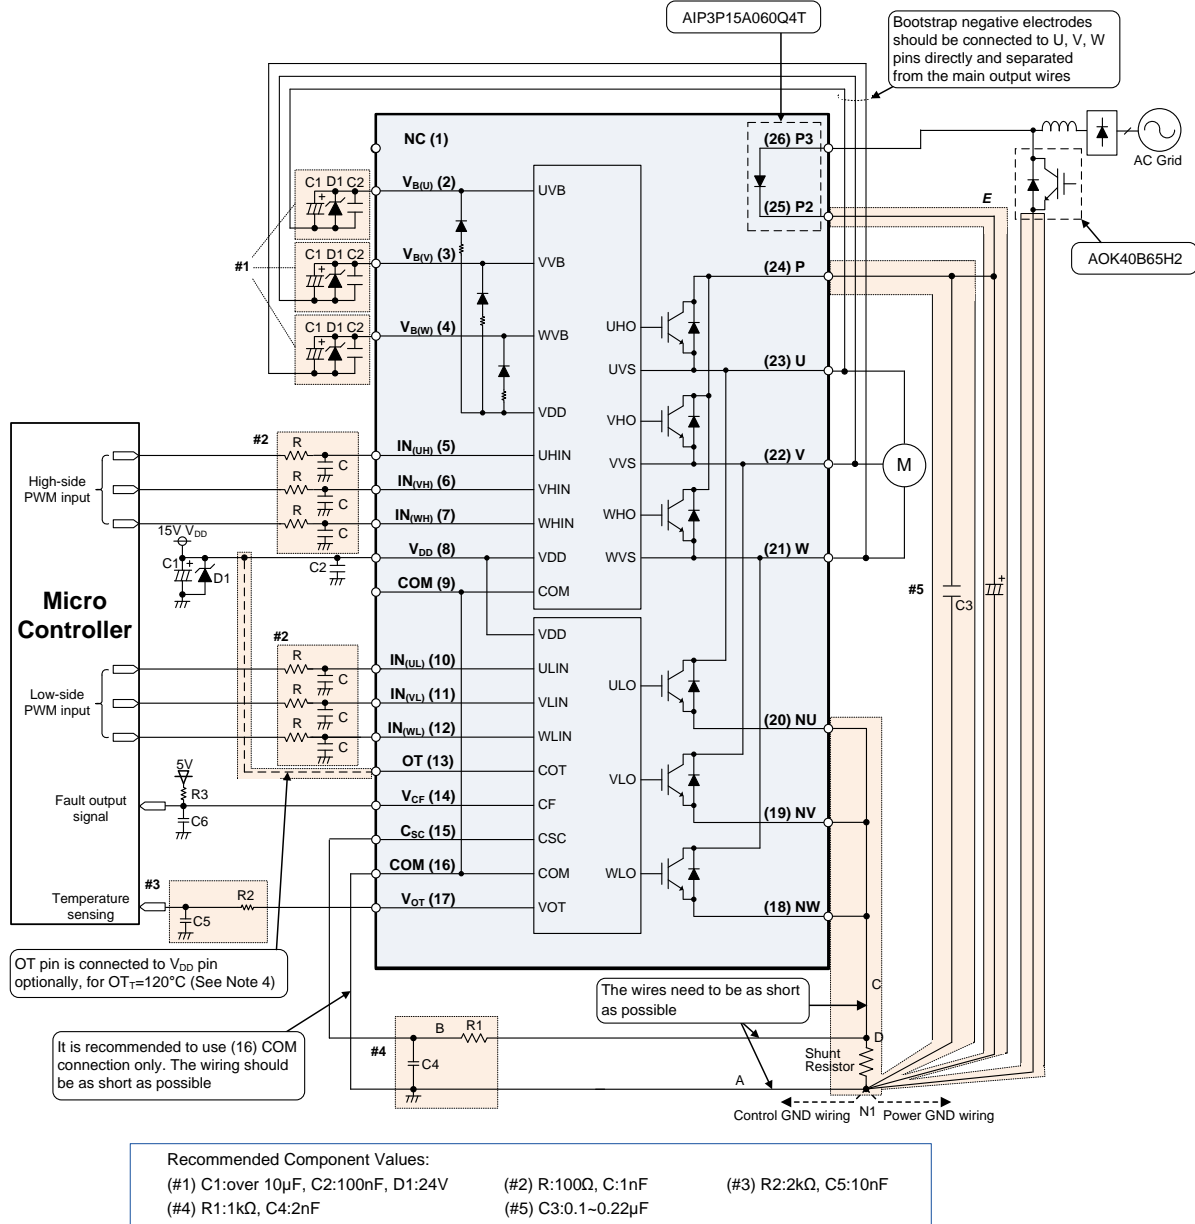 AIP3P15A060Q4T
Bootstrap negative electrodes
should be connected to U, V, W
pins directly and separated
from the main output wires
NC (1)
(26) P3
AC Grid
C1 D1 C2
+
VB(U) (2)
UVB
(25) P2
E
AOK40B65H2
#1
C1 D1 C2
+
VB(V) (3)
VVB
(24) P
C1 D1 C2
+
VB(W) (4)
WVB
UHO
UVS
(23) U
VDD
VHO
#2
High-side
PWM input
R
C
IN(UH) (5)
UHIN
VVS
(22) V
M
R
C
IN(VH) (6)
VHIN
R
C
IN(WH) (7)
WHIN
WHO
15V VDD
C1
+
D1
C2
VDD (8)
VDD
WVS
(21) W
COM (9)
COM
#5
C3
+
Micro
Controller
VDD
#2
Low-side
PWM input
R
C
IN(UL) (10)
ULIN
ULO
R
C
IN(VL) (11)
VLIN
(20) NU
R
C
IN(WL) (12)
WLIN
OT (13)
COT
VLO
5V
R3
Fault output
signal
C6
VCF (14)
CF
(19) NV
CSC (15)
CSC
COM (16)
COM
WLO
#3
Temperature
sensing
R2
C5
VOT (17)
VOT
(18) NW
OT pin is connected to VDD pin
optionally, for OTT=120°C (See Note 4)
The wires need to be as short
as possible
C
It is recommended to use (16) COM
connection only. The wiring should
be as short as possible
#4
B
R1
C4
D
Shunt
Resistor
A
Control GND wiring
N1
Power GND wiring
Recommended Component Values:
(#1) C1:over 10μF, C2:100nF, D1:24V
(#2) R:100Ω, C:1nF
(#3) R2:2kΩ, C5:10nF
(#4) R1:1kΩ, C4:2nF
(#5) C3:0.1~0.22μF